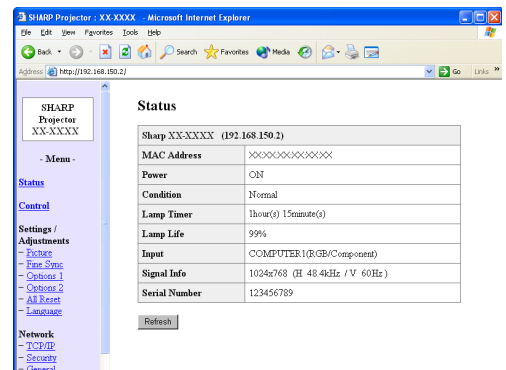 SHARP Projector : XX-XXXX - Microsoft Internet Explorer
File Edit View Favorites Tools Help
Back Search Favorites Media
Address http://192.168.150.2/ Go Links »
SHARP
Projector
XX-XXXX
- Menu -
Status
Control
Settings /
Adjustments
– Picture
– Fine Sync
– Options 1
– Options 2
– All Reset
– Language
Network
– TCP/IP
– Security
– General
Status
Sharp XX-XXXX (192.168.150.2)
MAC Address XXXXXXXXXXXX
Power ON
Condition Normal
Lamp Timer 1hour(s) 15minute(s)
Lamp Life 99%
Input COMPUTER1(RGB/Component)
Signal Info 1024x768 (H 48.4kHz / V 60Hz )
Serial Number 123456789
Refresh